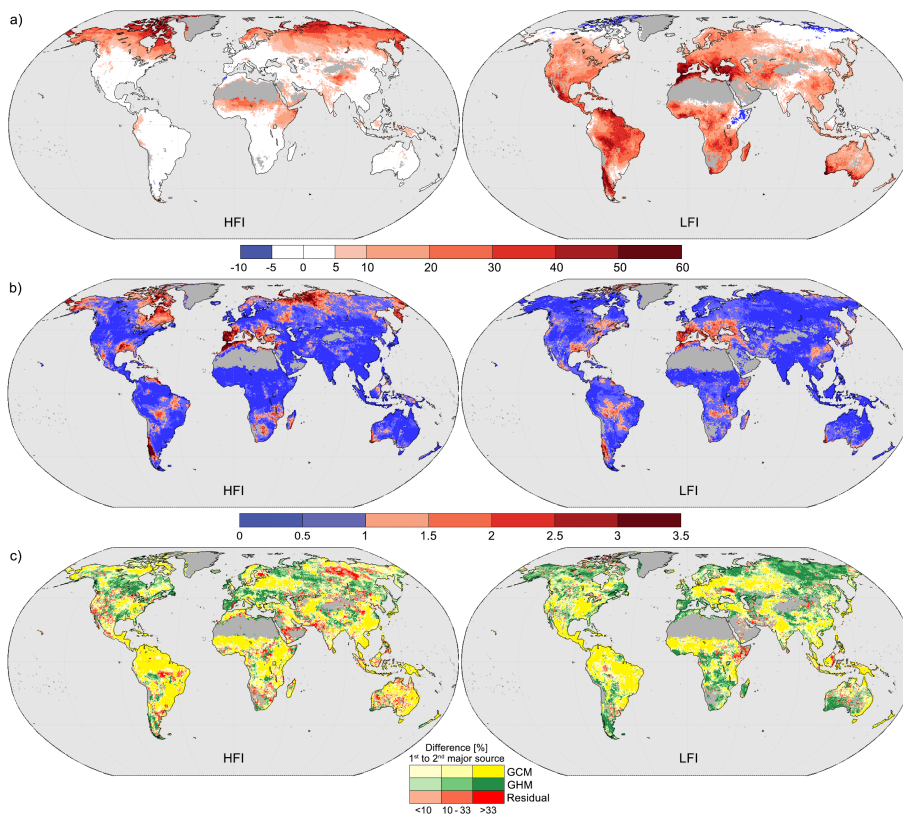 a)
HFI
LFI
-10 -5 0 5 10 20 30 40 50 60
b)
HFI
LFI
0 0.5 1 1.5 2 2.5 3 3.5
c)
HFI
LFI
Difference [%]
1st to 2nd major source
GCM
GHM
Residual
<10 10 - 33 >33